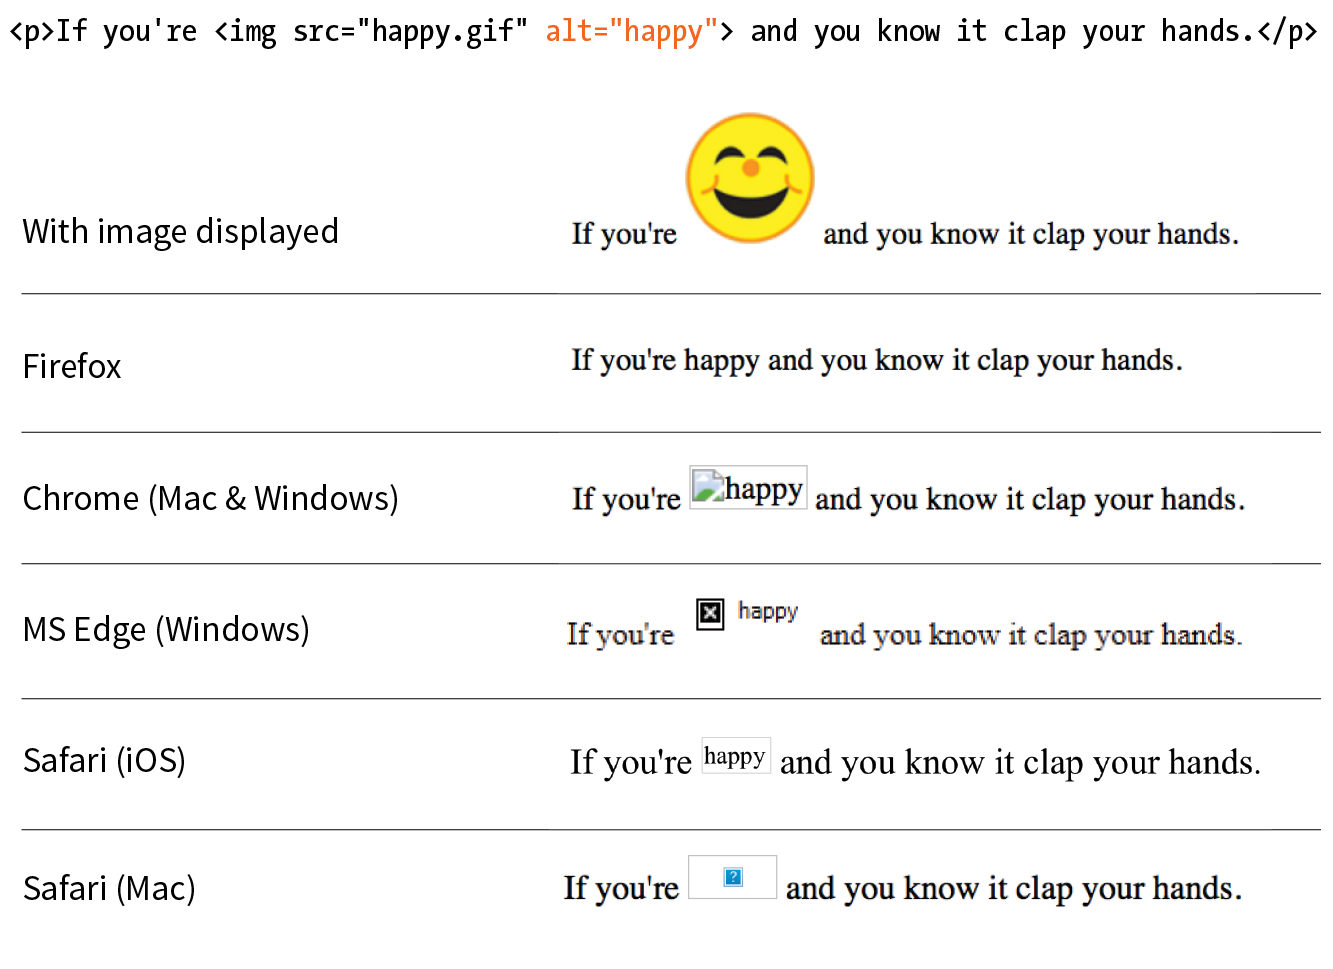 <p>If you're <img src="happy.gif" alt="happy"> and you know it clap your hands.</p>
With image displayed
If you're and you know it clap your hands.
Firefox
If you're happy and you know it clap your hands.
Chrome (Mac & Windows)
If you're happy and you know it clap your hands.
MS Edge (Windows)
If you're happy and you know it clap your hands.
Safari (iOS)
If you're happy and you know it clap your hands.
Safari (Mac)
If you're ? and you know it clap your hands.